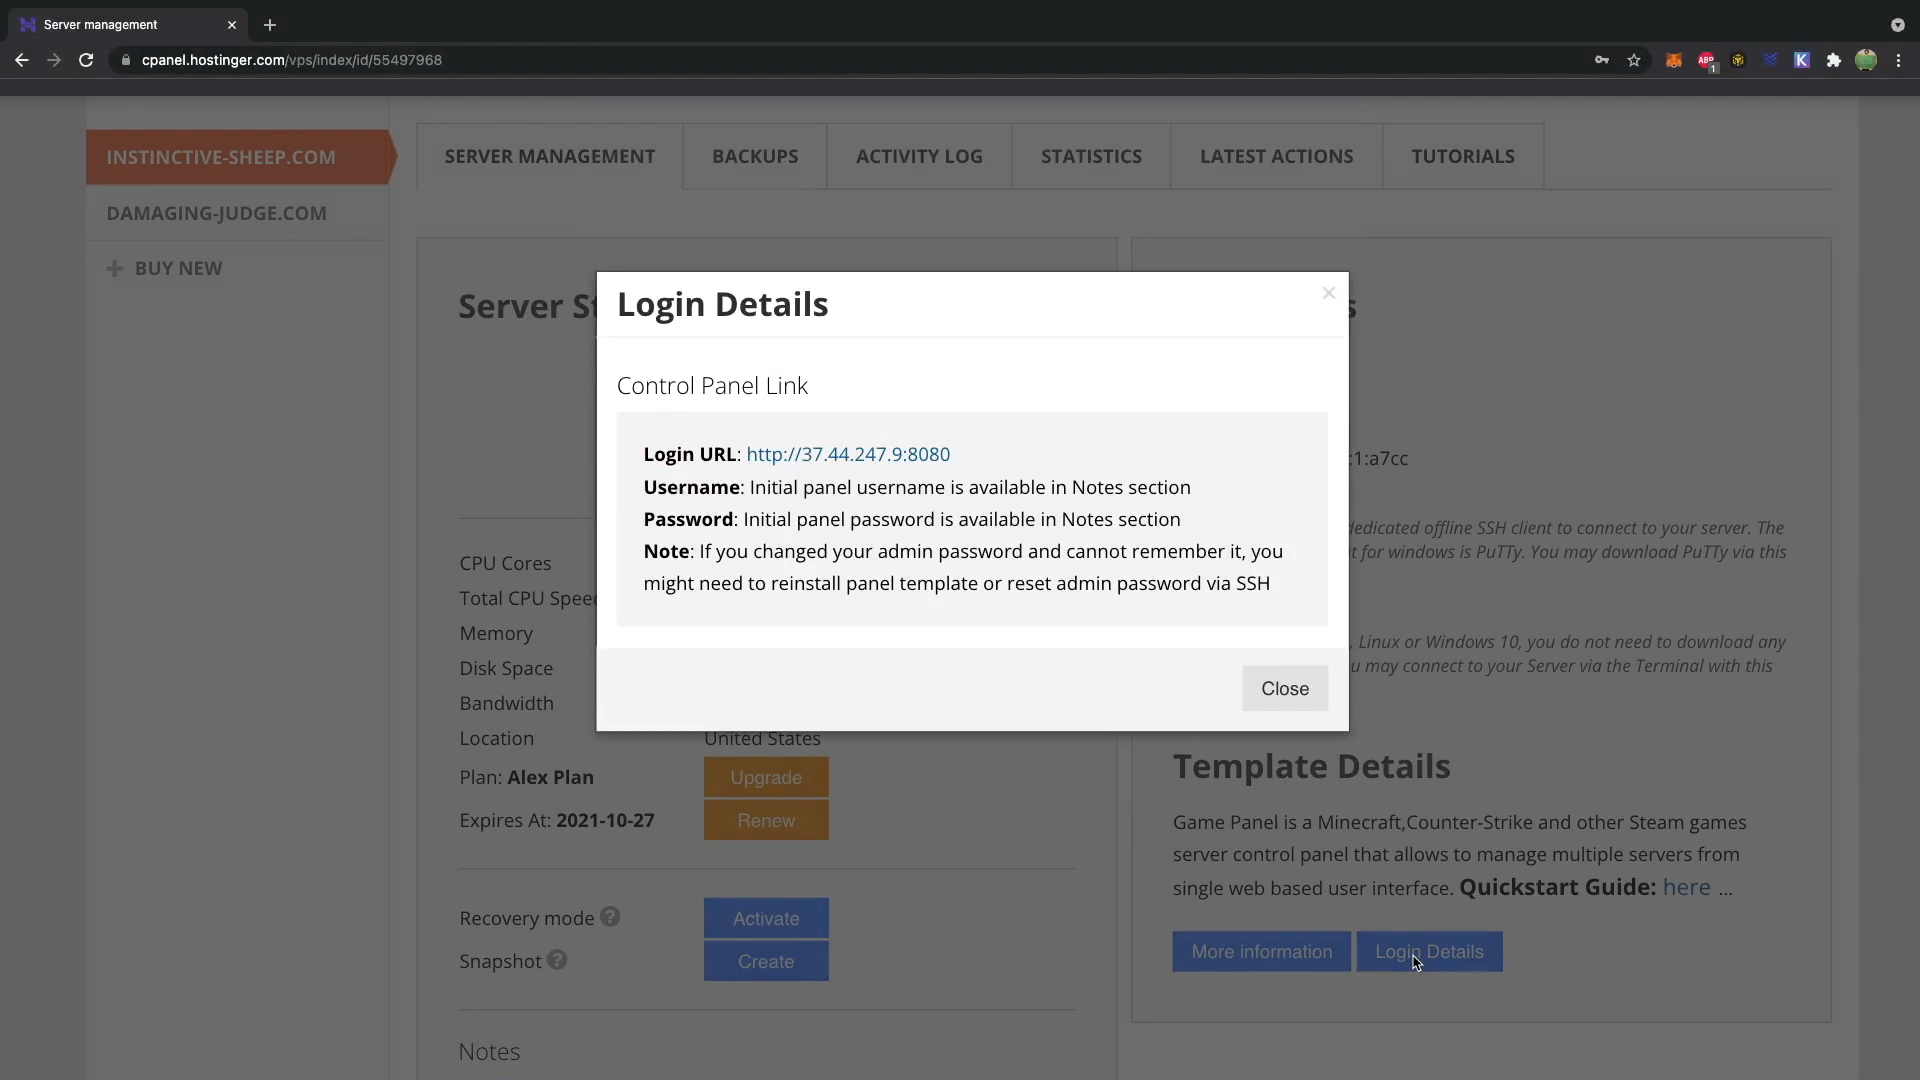 Server management
cpanel.hostinger.com/vps/index/id/55497968
ABP
1
K
INSTINCTIVE-SHEEP.COM
DAMAGING-JUDGE.COM
BUY NEW
SERVER MANAGEMENT
BACKUPS
ACTIVITY LOG
STATISTICS
LATEST ACTIONS
TUTORIALS
Server
Login Details
Control Panel Link
Login URL: http://37.44.247.9:8080
Username: Initial panel username is available in Notes section
Password: Initial panel password is available in Notes section
Note: If you changed your admin password and cannot remember it, you
might need to reinstall panel template or reset admin password via SSH
Close
:1:a7cc
dedicated offline SSH client to connect to your server. The
t for windows is PuTTy. You may download PuTTy via this
, Linux or Windows 10, you do not need to download any
u may connect to your Server via the Terminal with this
CPU Cores
Total CPU Speed
Memory
Disk Space
Bandwidth
Location United States
Plan: Alex Plan Upgrade
Expires At: 2021-10-27 Renew
Recovery mode ? Activate
Snapshot ? Create
Notes
Template Details
Game Panel is a Minecraft,Counter-Strike and other Steam games
server control panel that allows to manage multiple servers from
single web based user interface. Quickstart Guide: here ...
More information
Login Details